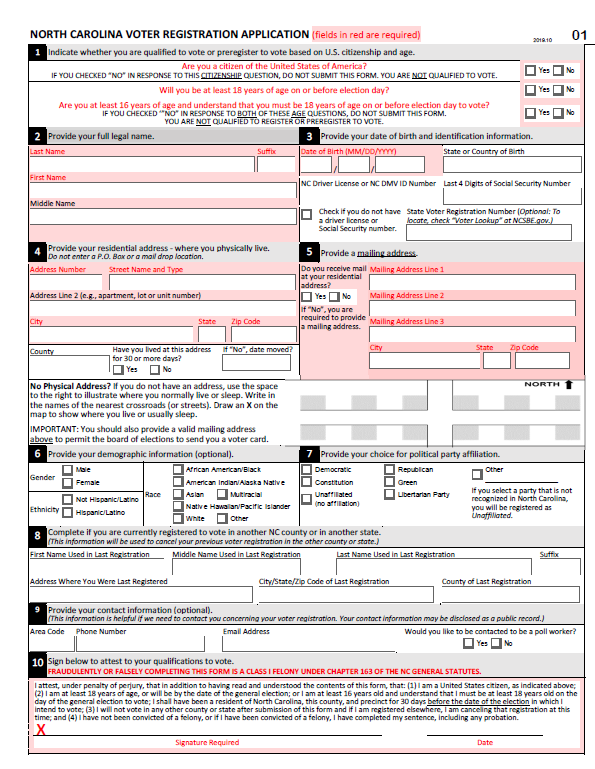 NORTH CAROLINA VOTER REGISTRATION APPLICATION (fields in red are required)
2019.10
01
1 Indicate whether you are qualified to vote or preregister to vote based on U.S. citizenship and age.
Are you a citizen of the United States of America?
IF YOU CHECKED "NO" IN RESPONSE TO THIS CITIZENSHIP QUESTION, DO NOT SUBMIT THIS FORM. YOU ARE NOT QUALIFIED TO VOTE.
Yes No
Will you be at least 18 years of age on or before election day?
Yes No
Are you at least 16 years of age and understand that you must be 18 years of age on or before election day to vote?
IF YOU CHECKED "NO" IN RESPONSE TO BOTH OF THESE AGE QUESTIONS, DO NOT SUBMIT THIS FORM.
YOU ARE NOT QUALIFIED TO REGISTER OR PREREGISTER TO VOTE.
Yes No
2 Provide your full legal name.
Last Name Suffix
First Name
Middle Name
3 Provide your date of birth and identification information.
Date of Birth (MM/DD/YYYY) State or Country of Birth
/ /
NC Driver License or NC DMV ID Number Last 4 Digits of Social Security Number
Check if you do not have
a driver license or
Social Security number.
State Voter Registration Number (Optional: To
locate, check "Voter Lookup" at NCSBE.gov.)
4 Provide your residential address - where you physically live.
Do not enter a P.O. Box or a mail drop location.
Address Number Street Name and Type
Address Line 2 (e.g., apartment, lot or unit number)
City State Zip Code
County
Have you lived at this address
for 30 or more days?
Yes No
If "No", date moved?
5 Provide a mailing address.
Do you receive mail
at your residential
address?
Yes No
If "No", you are
required to provide
a mailing address.
Mailing Address Line 1
Mailing Address Line 2
Mailing Address Line 3
City State Zip Code
No Physical Address? If you do not have an address, use the space
to the right to illustrate where you normally live or sleep. Write in
the names of the nearest crossroads (or streets). Draw an X on the
map to show where you live or usually sleep.
IMPORTANT: You should also provide a valid mailing address
above to permit the board of elections to send you a voter card.
NORTH
6 Provide your demographic information (optional).
Gender
Male
Female
Ethnicity
Not Hispanic/Latino
Hispanic/Latino
Race
African American/Black
American Indian/Alaska Native
Asian Multiracial
Native Hawaiian/Pacific Islander
White Other
7 Provide your choice for political party affiliation.
Democratic
Constitution
Unaffiliated
(no affiliation)
Republican
Green
Libertarian Party
Other
If you select a party that is not
recognized in North Carolina,
you will be registered as
Unaffiliated.
8 Complete if you are currently registered to vote in another NC county or in another state.
(This information will be used to cancel your previous voter registration in the other county or state.)
First Name Used in Last Registration Middle Name Used in Last Registration Last Name Used in Last Registration Suffix
Address Where You Were Last Registered City/State/Zip Code of Last Registration County of Last Registration
9 Provide your contact information (optional).
(This information is helpful if we need to contact you concerning your voter registration. Your contact information may be disclosed as a public record.)
Area Code Phone Number Email Address Would you like to be contacted to be a poll worker?
Yes No
10 Sign below to attest to your qualifications to vote.
FRAUDULENTLY OR FALSELY COMPLETING THIS FORM IS A CLASS I FELONY UNDER CHAPTER 163 OF THE NC GENERAL STATUTES.
I attest, under penalty of perjury, that in addition to having read and understood the contents of this form, that: (1) I am a United States citizen, as indicated above;
(2) I am at least 18 years of age, or will be by the date of the general election; or I am at least 16 years old and understand that I must be at least 18 years old on the
day of the general election to vote; I shall have been a resident of North Carolina, this county, and precinct for 30 days before the date of the election in which I
intend to vote; (3) I will not vote in any other county or state after submission of this form and if I am registered elsewhere, I am canceling that registration at this
time; and (4) I have not been convicted of a felony, or if I have been convicted of a felony, I have completed my sentence, including any probation.
X
Signature Required Date